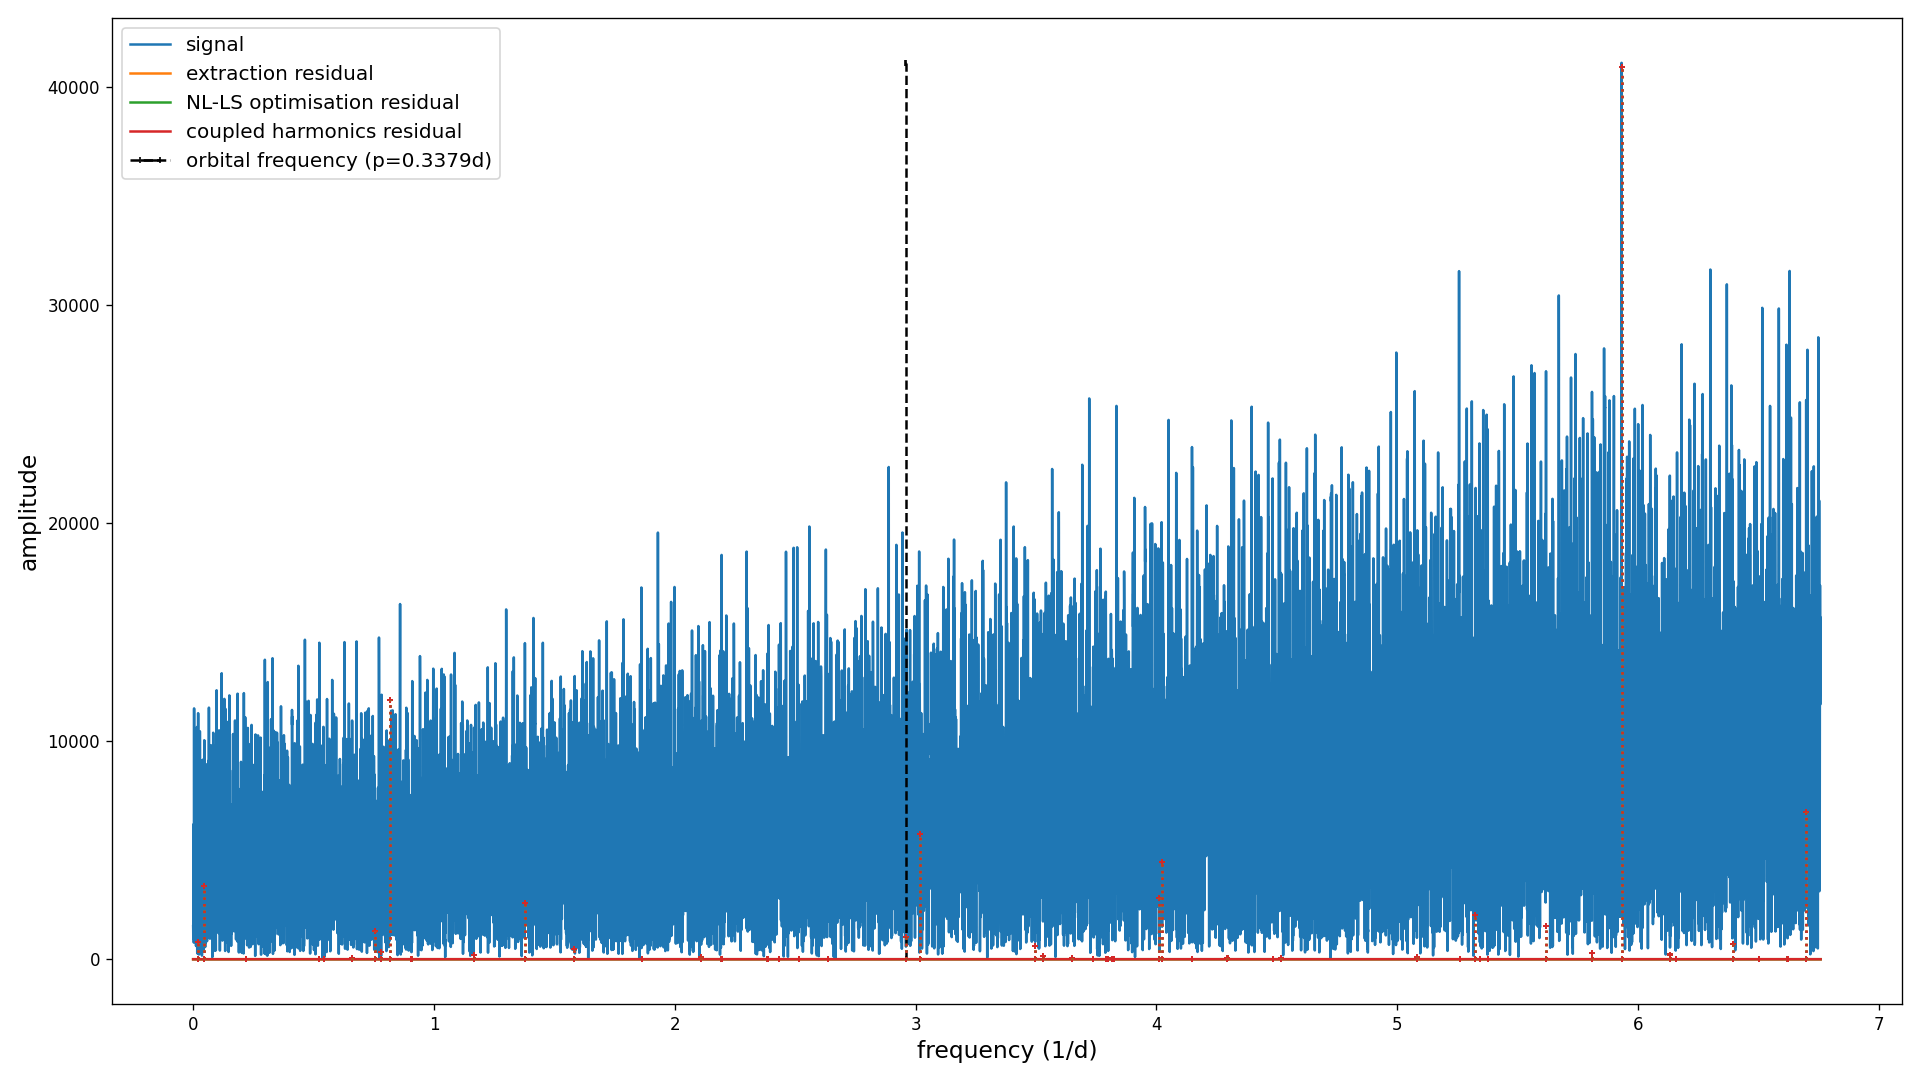 signal
extraction residual
NL-LS optimisation residual
coupled harmonics residual
orbital frequency (p=0.3379d)
amplitude
40000
30000
20000
10000
0
0 1 2 3 4 5 6 7
frequency (1/d)